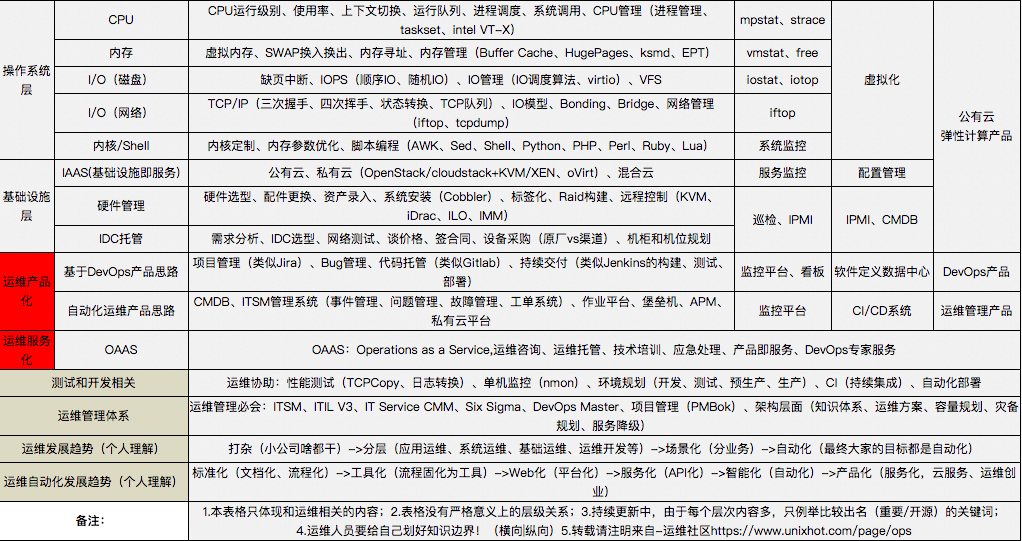 操作系统层
CPU
CPU运行级别、使用率、上下文切换、运行队列、进程调度、系统调用、CPU管理（进程管理、
taskset、intel VT-X）
mpstat、strace
内存
虚拟内存、SWAP换入换出、内存寻址、内存管理（Buffer Cache、HugePages、ksmd、EPT）
vmstat、free
I/O（磁盘）
缺页中断、IOPS（顺序IO、随机IO）、IO管理（IO调度算法、virtio）、VFS
iostat、iotop
虚拟化
I/O（网络）
TCP/IP（三次握手、四次挥手、状态转换、TCP队列）、IO模型、Bonding、Bridge、网络管理
（iftop、tcpdump）
iftop
内核/Shell
内核定制、内存参数优化、脚本编程（AWK、Sed、Shell、Python、PHP、Perl、Ruby、Lua）
系统监控
公有云
弹性计算产品
基础设施层
IAAS(基础设施即服务)
公有云、私有云（OpenStack/cloudstack+KVM/XEN、oVirt）、混合云
服务监控
配置管理
硬件管理
硬件选型、配件更换、资产录入、系统安装（Cobbler）、标签化、Raid构建、远程控制（KVM、
iDrac、ILO、IMM）
巡检、IPMI
IPMI、CMDB
IDC托管
需求分析、IDC选型、网络测试、谈价格、签合同、设备采购（原厂vs渠道）、机柜和机位规划
运维产品化
基于DevOps产品思路
项目管理（类似Jira）、Bug管理、代码托管（类似Gitlab）、持续交付（类似Jenkins的构建、测试、
部署）
监控平台、看板
软件定义数据中心
DevOps产品
自动化运维产品思路
CMDB、ITSM管理系统（事件管理、问题管理、故障管理、工单系统）、作业平台、堡垒机、APM、
私有云平台
监控平台
CI/CD系统
运维管理产品
运维服务化
OAAS
OAAS：Operations as a Service,运维咨询、运维托管、技术培训、应急处理、产品即服务、DevOps专家服务
测试和开发相关
运维协助：性能测试（TCPCopy、日志转换）、单机监控（nmon）、环境规划（开发、测试、预生产、生产）、CI（持续集成）、自动化部署
运维管理体系
运维管理必会：ITSM、ITIL V3、IT Service CMM、Six Sigma、DevOps Master、项目管理（PMBok）、架构层面（知识体系、运维方案、容量规划、灾备
规划、服务降级）
运维发展趋势（个人理解）
打杂（小公司啥都干）->分层（应用运维、系统运维、基础运维、运维开发等）->场景化（分业务）->自动化（最终大家的目标都是自动化）
运维自动化发展趋势（个人理解）
标准化（文档化、流程化）->工具化（流程固化为工具）->Web化（平台化）->服务化（API化）->智能化（自动化）->产品化（服务化，云服务、运维创
业）
备注：
1.本表格只体现和运维相关的内容；2.表格没有严格意义上的层级关系；3.持续更新中，由于每个层次内容多，只例举比较出名（重要/开源）的关键词；
4.运维人员要给自己划好知识边界！（横向|纵向）5.转载请注明来自-运维社区https://www.unixhot.com/page/ops